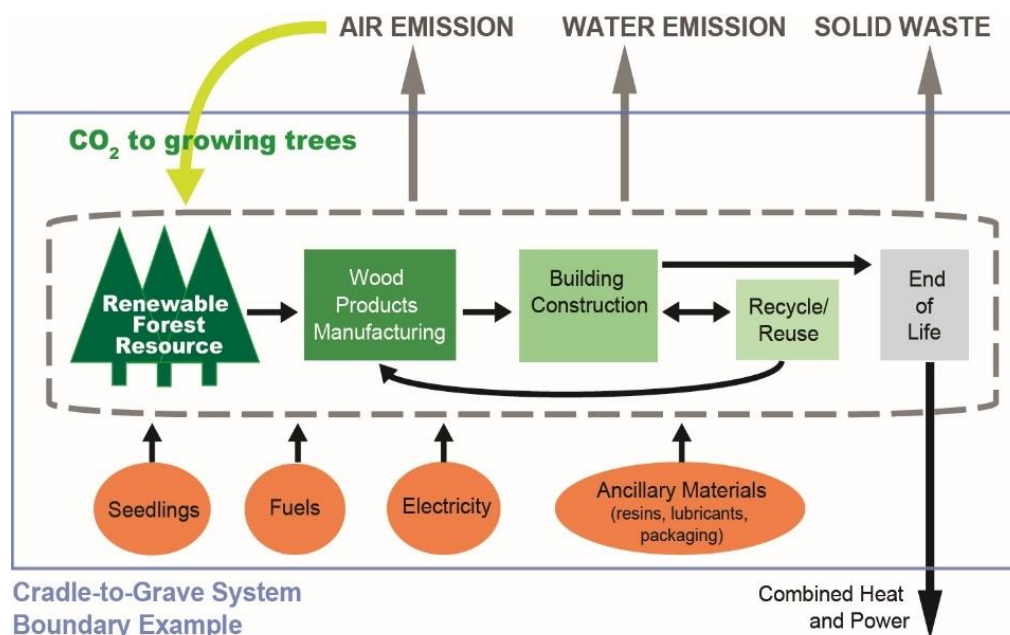 AIR EMISSION
WATER EMISSION
SOLID WASTE
CO₂ to growing trees
Renewable
Forest
Resource
Wood
Products
Manufacturing
Building
Construction
Recycle/
Reuse
End
of
Life
Seedlings
Fuels
Electricity
Ancillary Materials
(resins, lubricants,
packaging)
Cradle-to-Grave System
Boundary Example
Combined Heat
and Power